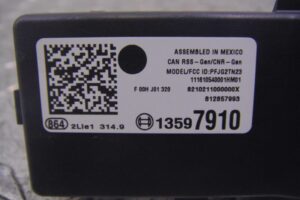 ASSEMBLED IN MEXICO
CAN RSS-Gen/CNR-Gen
MODEL/FCC ID:PFJG2TN23
111610540001HM01
F 00H J01 320
8210211000000X
612857993
864 2Lie1 314.9
13597910